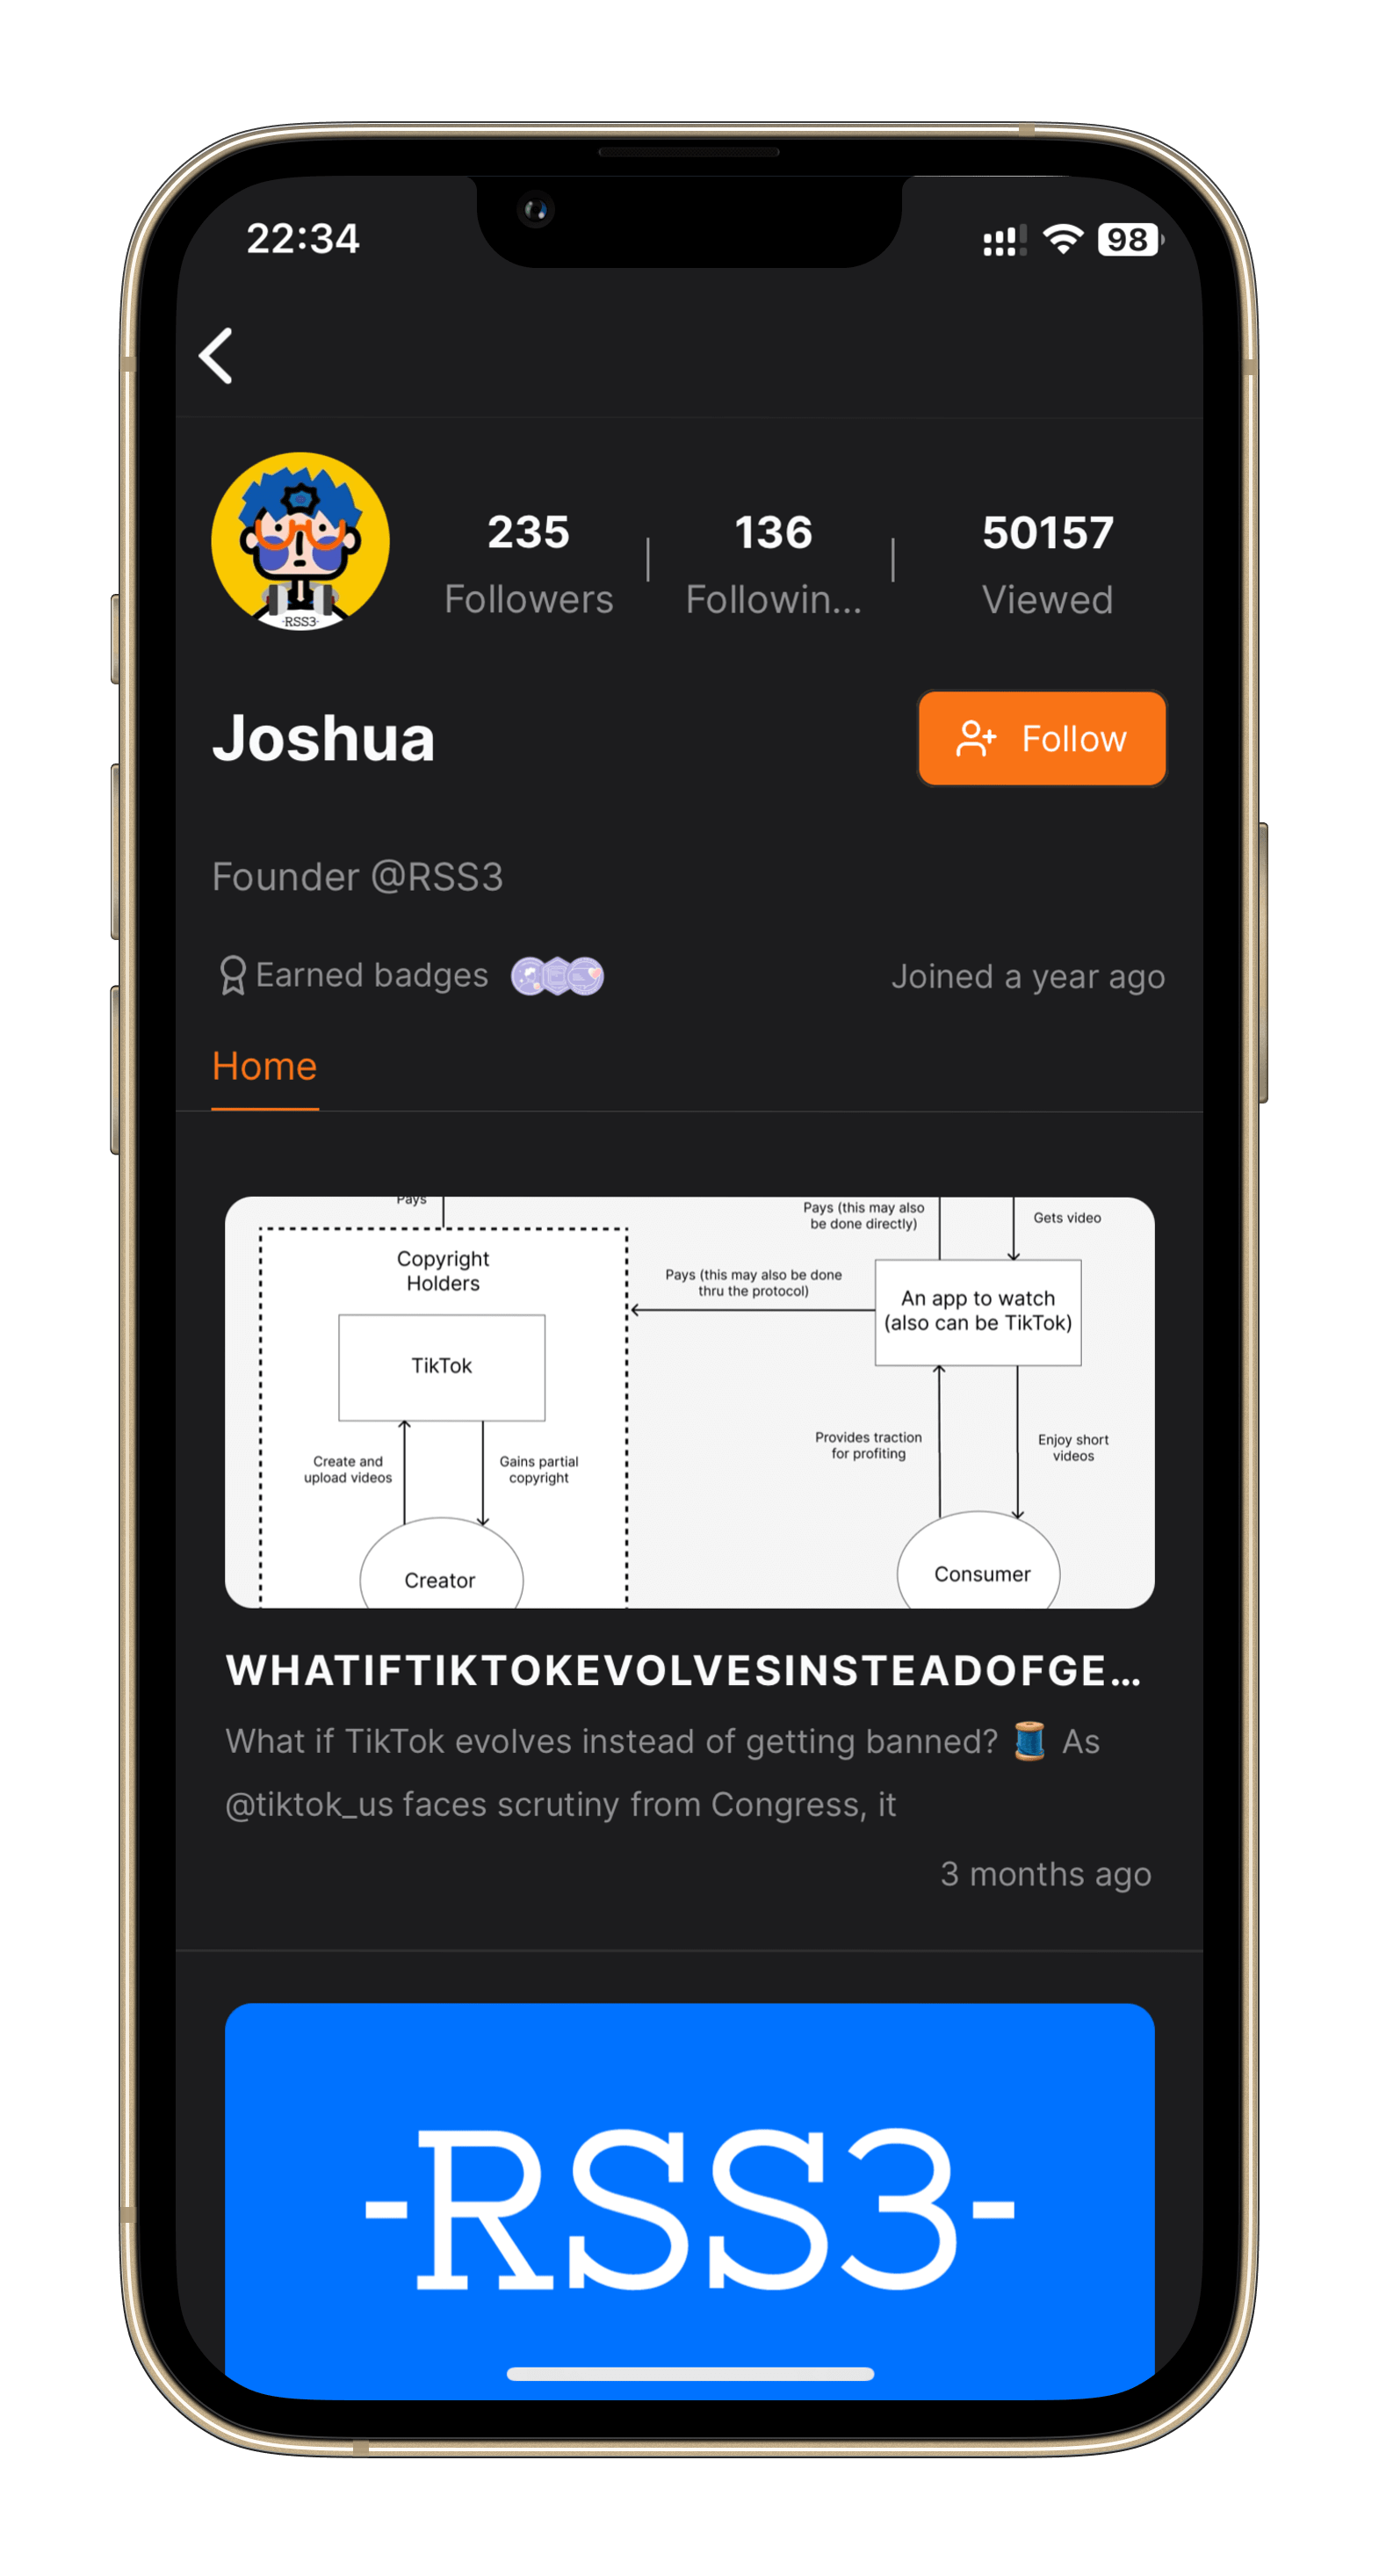 22:34
98
235
Followers
136
Followin...
50157
Viewed
-RSS3-
Joshua
Follow
Founder @RSS3
Earned badges
Joined a year ago
Home
Pays
Pays (this may also
be done directly)
Gets video
Copyright
Holders
Pays (this may also be done
thru the protocol)
An app to watch
(also can be TikTok)
TikTok
Provides traction
for profiting
Enjoy short
videos
Create and
upload videos
Gains partial
copyright
Creator
Consumer
WHATIFTIKTOKEVOLVESINSTEADOFGE...
What if TikTok evolves instead of getting banned? 🧵 As
@tiktok_us faces scrutiny from Congress, it
3 months ago
-RSS3-